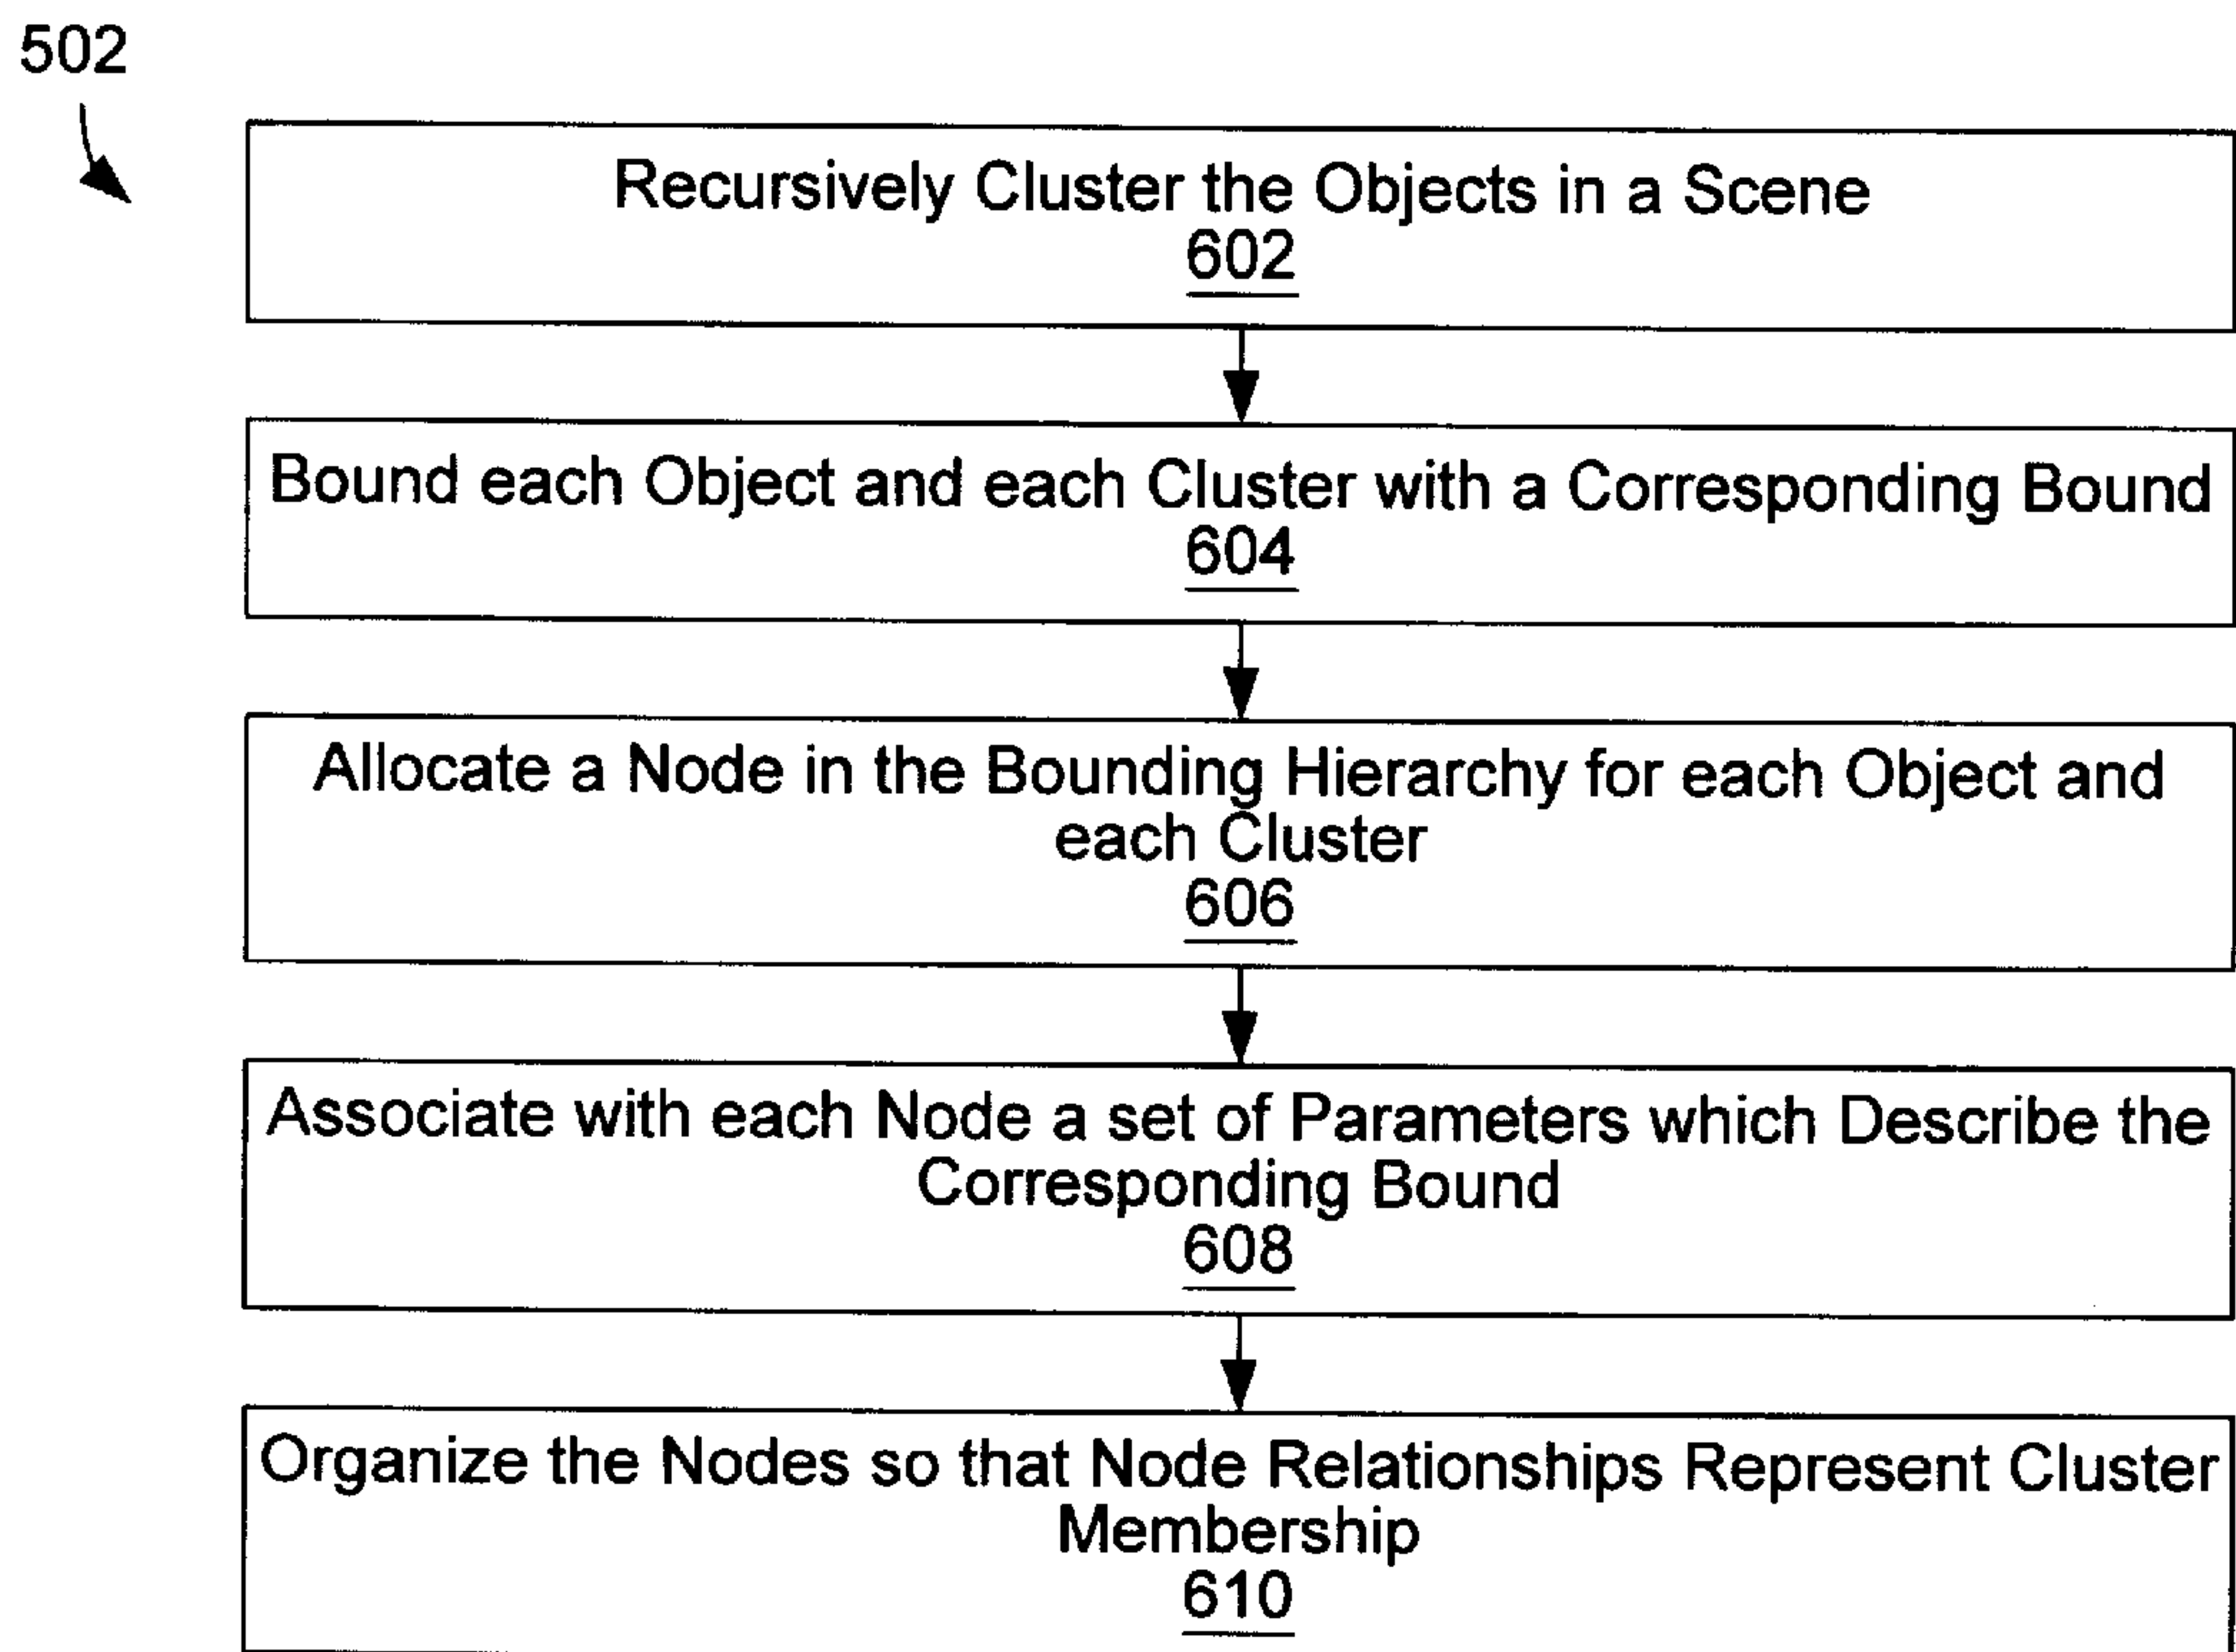 502
Recursively Cluster the Objects in a Scene
602
Bound each Object and each Cluster with a Corresponding Bound
604
Allocate a Node in the Bounding Hierarchy for each Object and
each Cluster
606
Associate with each Node a set of Parameters which Describe the
Corresponding Bound
608
Organize the Nodes so that Node Relationships Represent Cluster
Membership
610